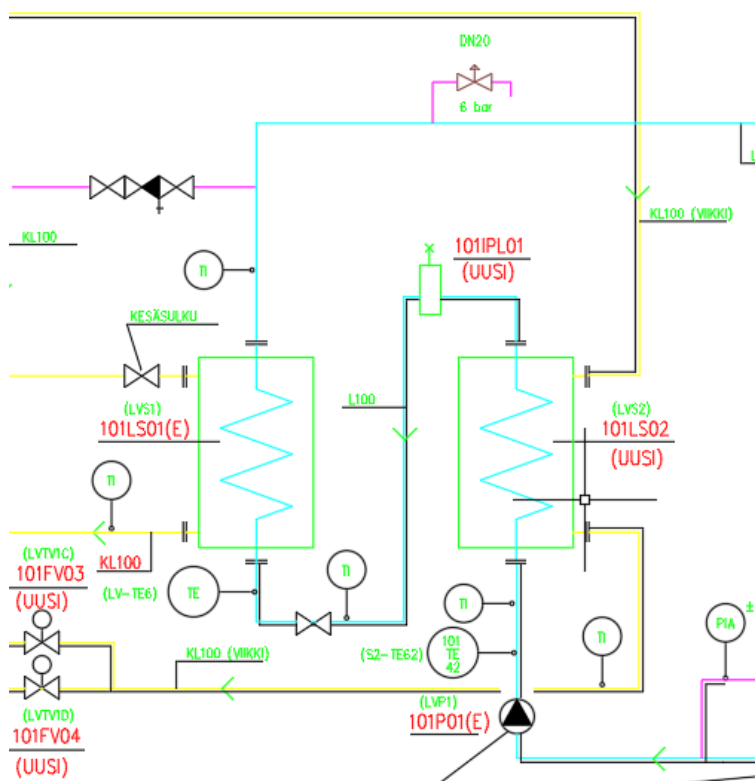 DN20
6 bar
L
KL100 (VIIKKI)
KL100
TI
101IPL01
(UUSI)
KESÄSULKU
(LVS1)
101LS01(E)
L100
(LVS2)
101LS02
(UUSI)
TI
(LVTV1C)
101FV03
(UUSI)
KL100
(LV-TE6)
TE
TI
TI
(S2-TE62)
101
TE
42
TI
PIA
±
KL100 (VIIKKI)
(LVTV1D)
101FV04
(UUSI)
(LVP1)
101P01(E)